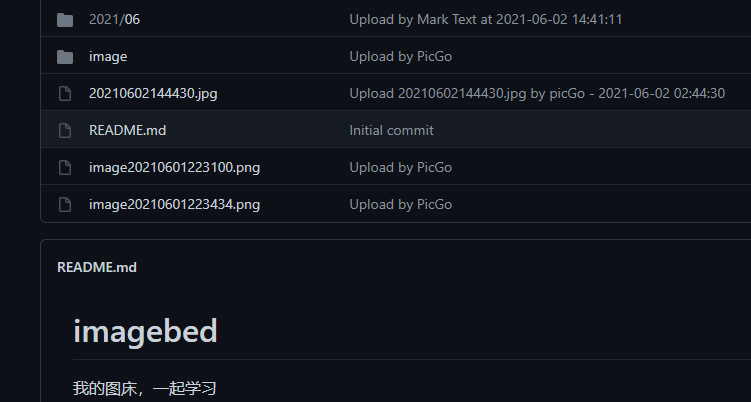 2021/06 Upload by Mark Text at 2021-06-02 14:41:11
image Upload by PicGo
20210602144430.jpg Upload 20210602144430.jpg by picGo - 2021-06-02 02:44:30
README.md Initial commit
image20210601223100.png Upload by PicGo
image20210601223434.png Upload by PicGo
README.md
imagebed
我的图床，一起学习